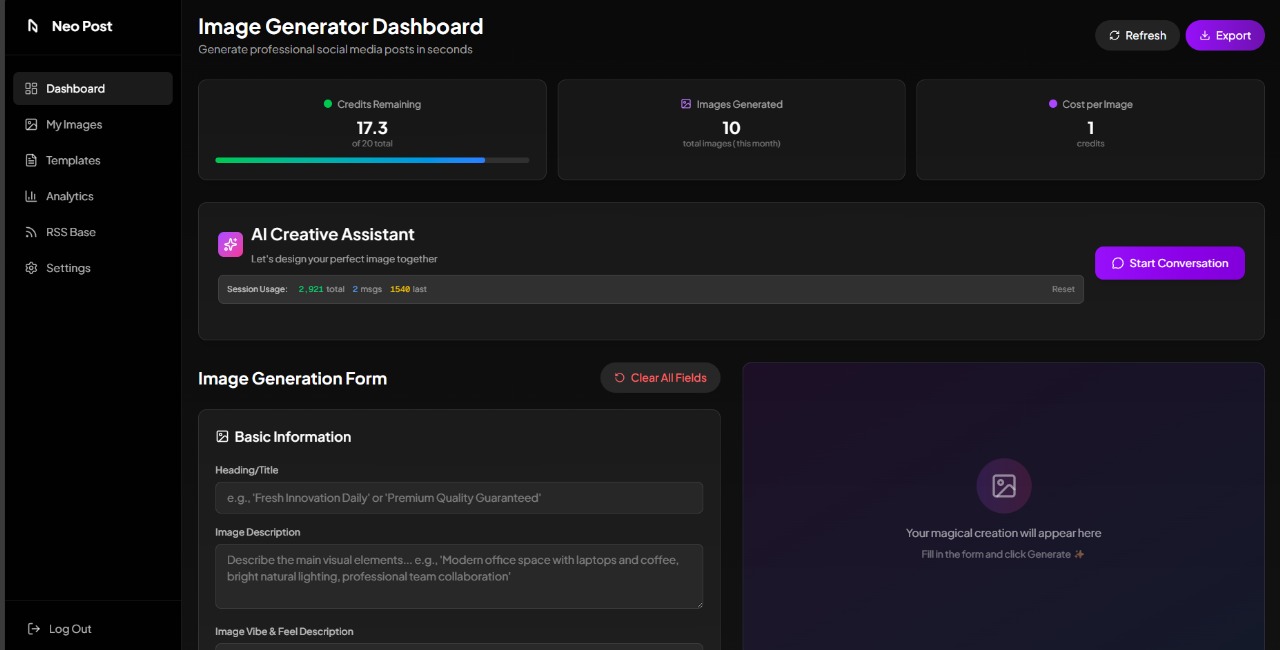 Neo Post
Dashboard
My Images
Templates
Analytics
RSS Base
Settings
Log Out
Image Generator Dashboard
Generate professional social media posts in seconds
Refresh
Export
Credits Remaining
17.3
of 20 total
Images Generated
10
total images (this month)
Cost per Image
1
credits
AI Creative Assistant
Let's design your perfect image together
Session Usage: 2,921 total 2 msgs 1540 last
Reset
Start Conversation
Image Generation Form
Clear All Fields
Basic Information
Heading/Title
e.g., 'Fresh Innovation Daily' or 'Premium Quality Guaranteed'
Image Description
Describe the main visual elements... e.g., 'Modern office space with laptops and coffee,
bright natural lighting, professional team collaboration'
Image Vibe & Feel Description
Your magical creation will appear here
Fill in the form and click Generate ✨